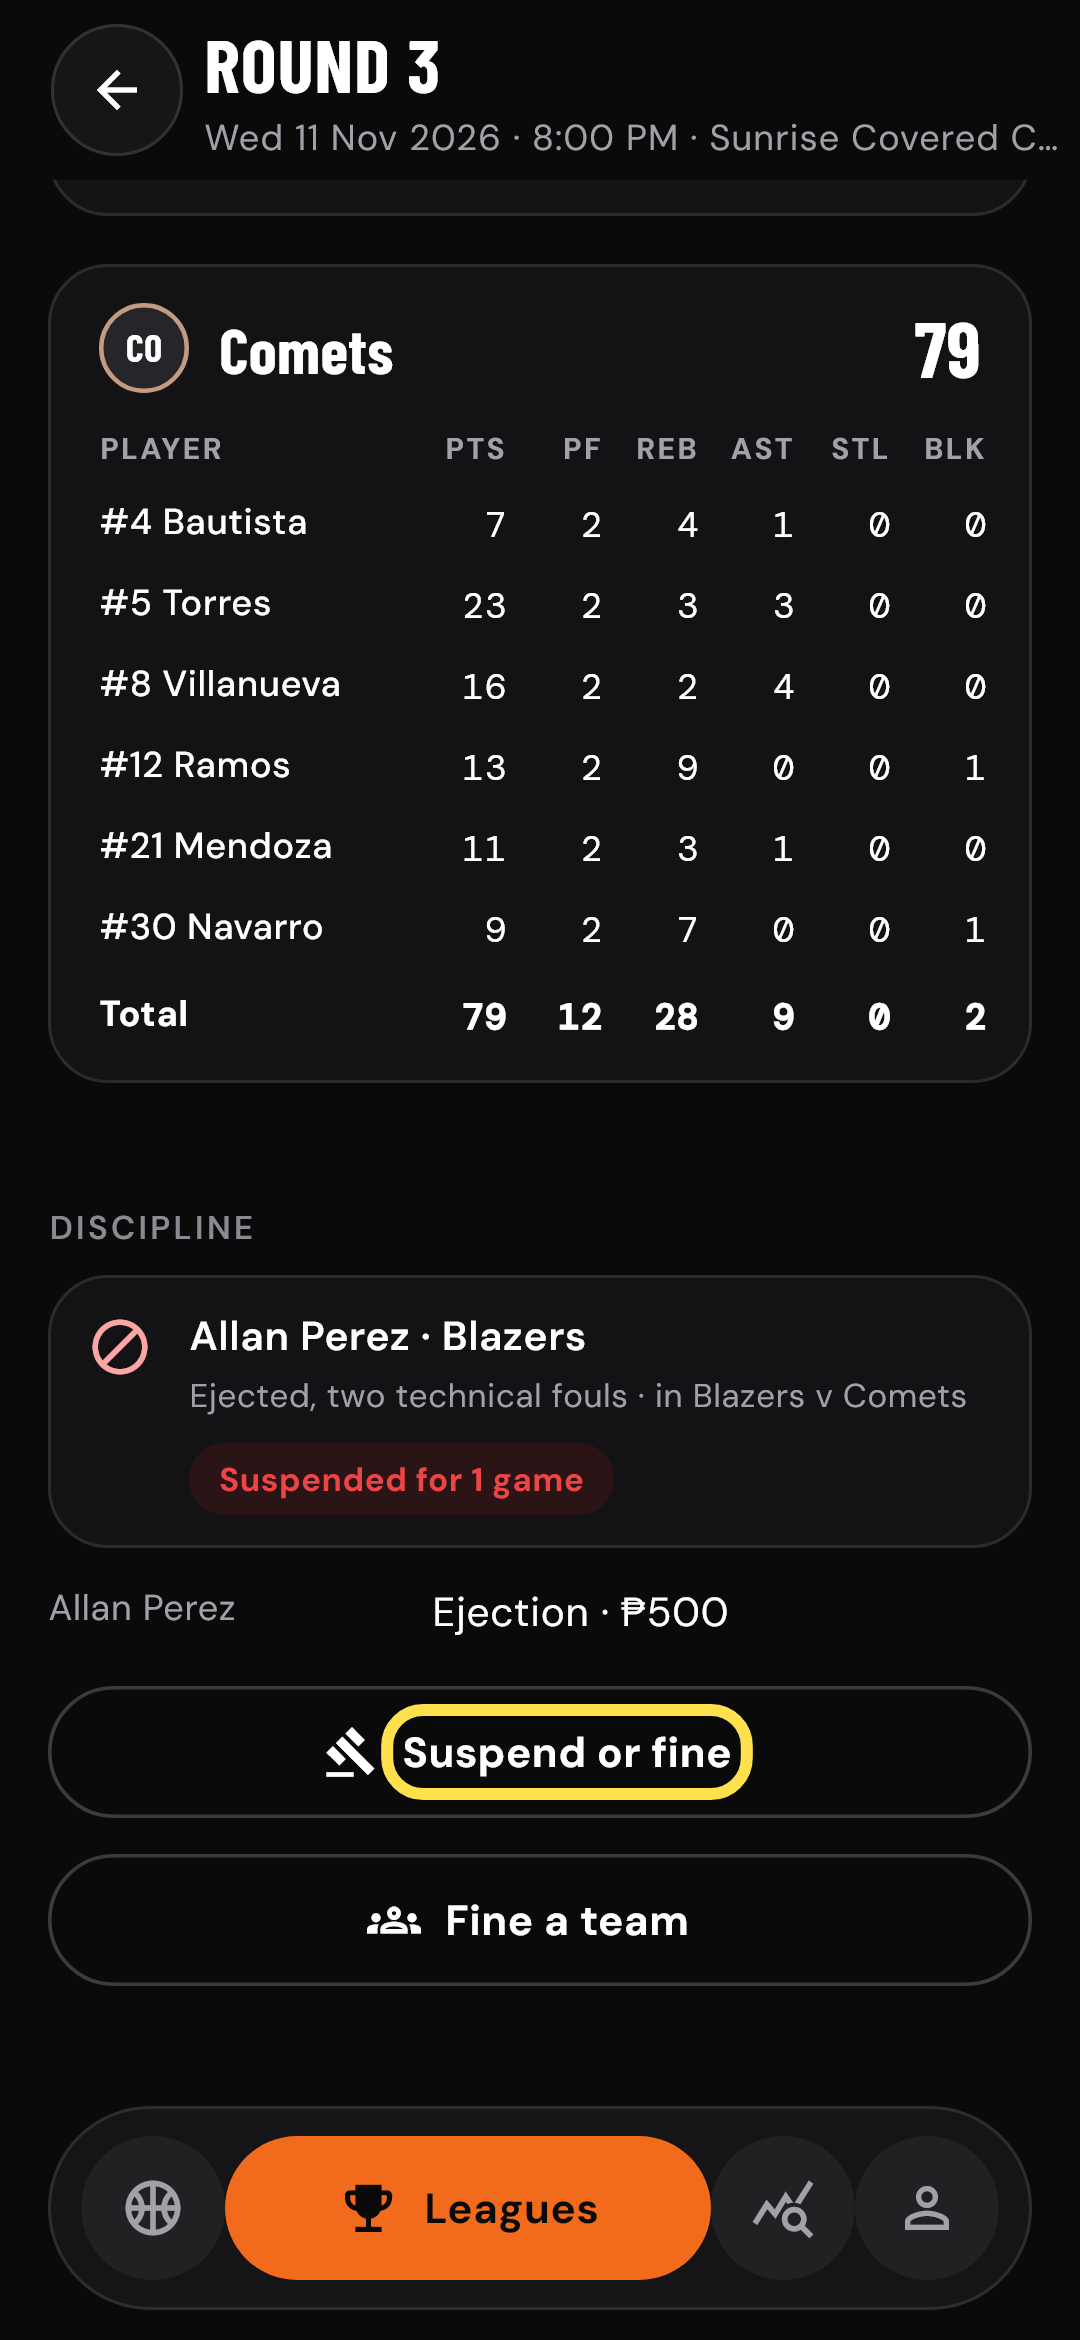 ROUND 3
Wed 11 Nov 2026 · 8:00 PM · Sunrise Covered C...
CO Comets 79
PLAYER PTS PF REB AST STL BLK
#4 Bautista 7 2 4 1 0 0
#5 Torres 23 2 3 3 0 0
#8 Villanueva 16 2 2 4 0 0
#12 Ramos 13 2 9 0 0 1
#21 Mendoza 11 2 3 1 0 0
#30 Navarro 9 2 7 0 0 1
Total 79 12 28 9 0 2
DISCIPLINE
Allan Perez · Blazers
Ejected, two technical fouls · in Blazers v Comets
Suspended for 1 game
Allan Perez Ejection · ₱500
Suspend or fine
Fine a team
Leagues